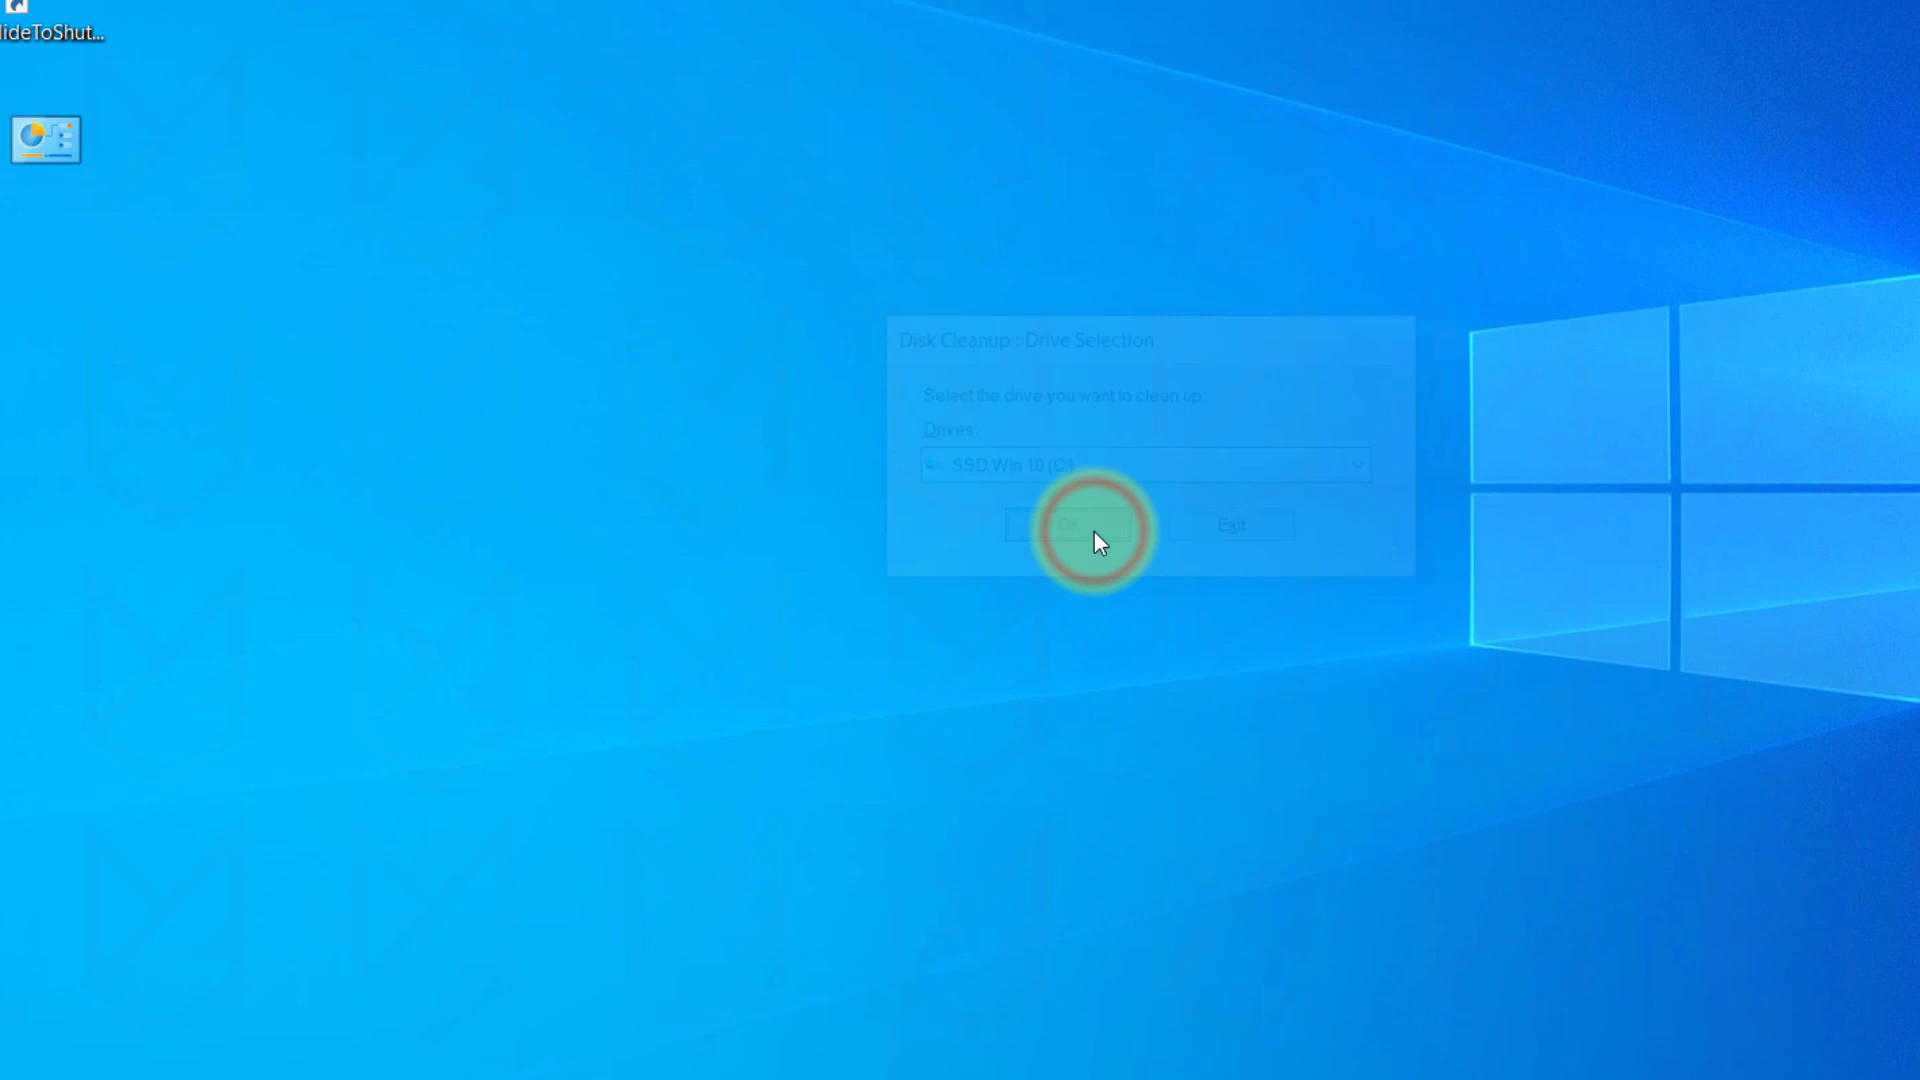 lideToShut...
Disk Cleanup : Drive Selection
Select the drive you want to clean up.
Drives:
SSD Win 10 (C:)
OK
Exit